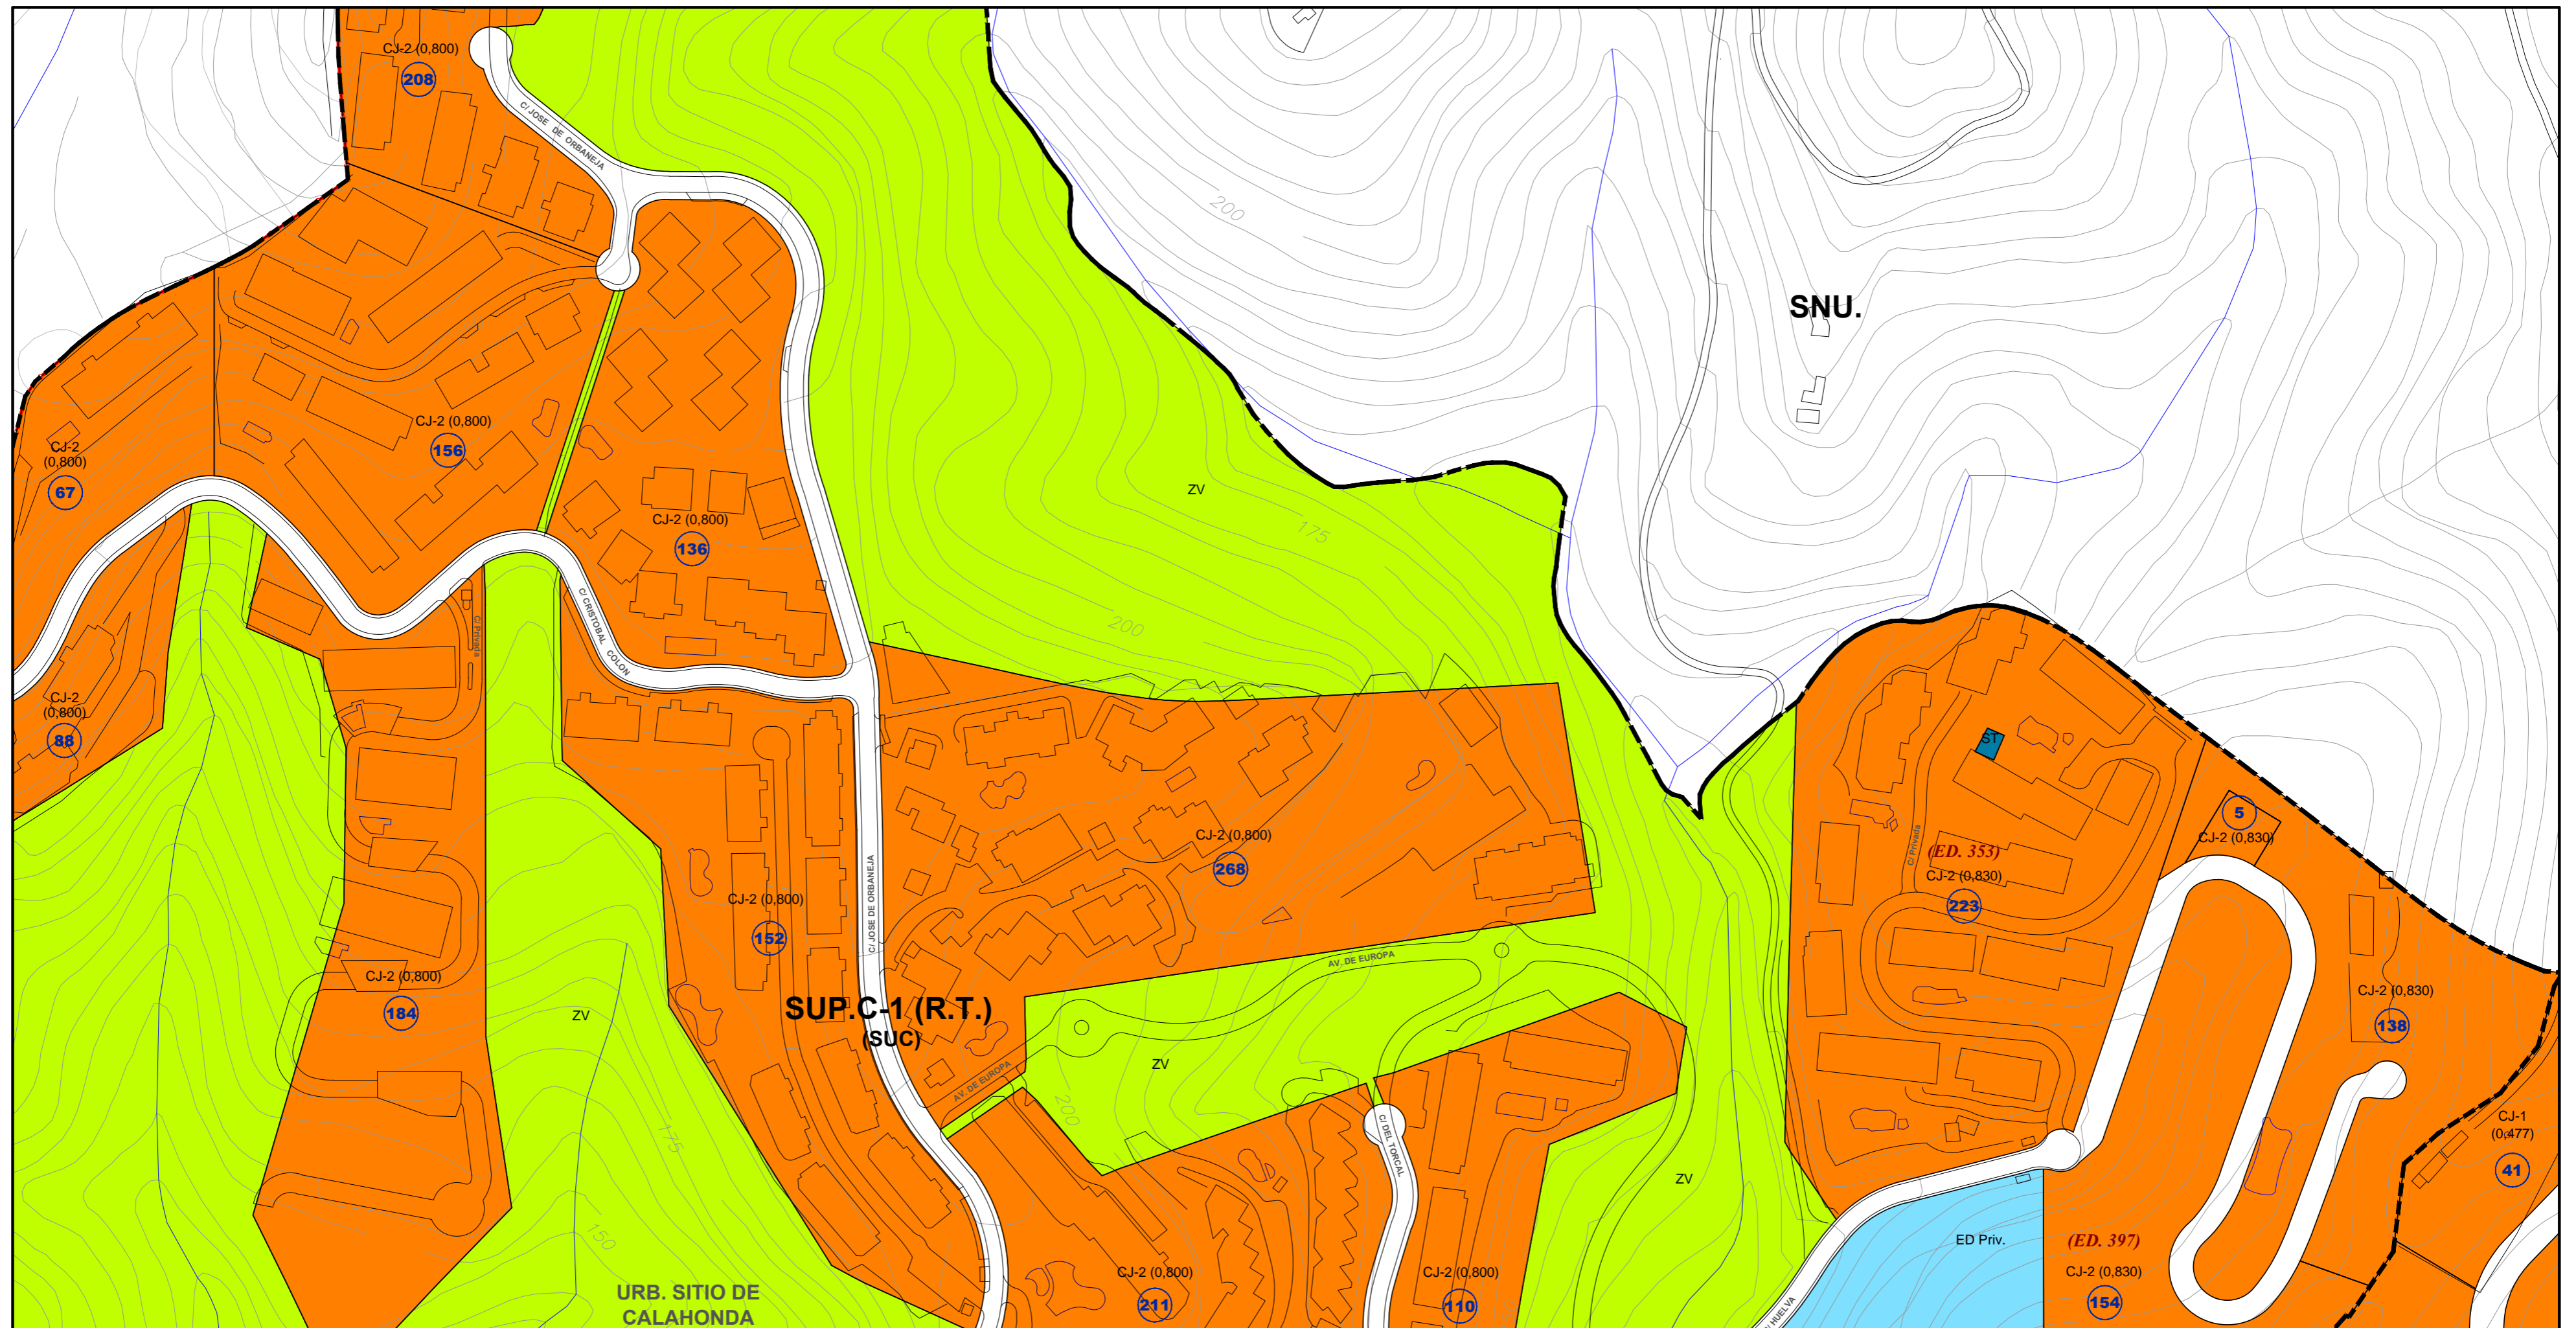 CJ-2 (0,800)
208
C/ JOSE DE ORBANEJA
200
SNU.
CJ-2 (0,800)
156
CJ-2
(0,800)
67
ZV
CJ-2 (0,800)
136
175
C/ CRISTOBAL COLON
C/ Privada
200
CJ-2
(0,800)
88
ST
5
CJ-2 (0,830)
CJ-2 (0,800)
268
C/ Privada
(ED. 353)
CJ-2 (0,830)
223
CJ-2 (0,800)
152
C/ JOSE DE ORBANEJA
AV. DE EUROPA
CJ-2 (0,800)
184
ZV
SUP.C-1 (R.T.)
(SUC)
CJ-2 (0,830)
138
ZV
AV. DE EUROPA
200
175
C/ DEL TORCAL
CJ-1
(0,477)
41
ZV
150
ED Priv.
(ED. 397)
CJ-2 (0,830)
154
CJ-2 (0,800)
211
CJ-2 (0,800)
110
URB. SITIO DE
CALAHONDA
HUELVA